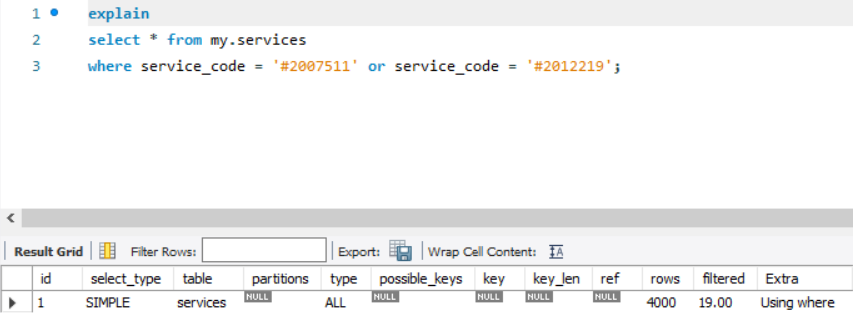 1 explain
2 select * from my.services
3 where service_code = '#2007511' or service_code = '#2012219';
Result Grid Filter Rows: Export: Wrap Cell Content: IA
id select_type table partitions type possible_keys key key_len ref rows filtered Extra
1 SIMPLE services NULL ALL NULL NULL NULL NULL 4000 19.00 Using where